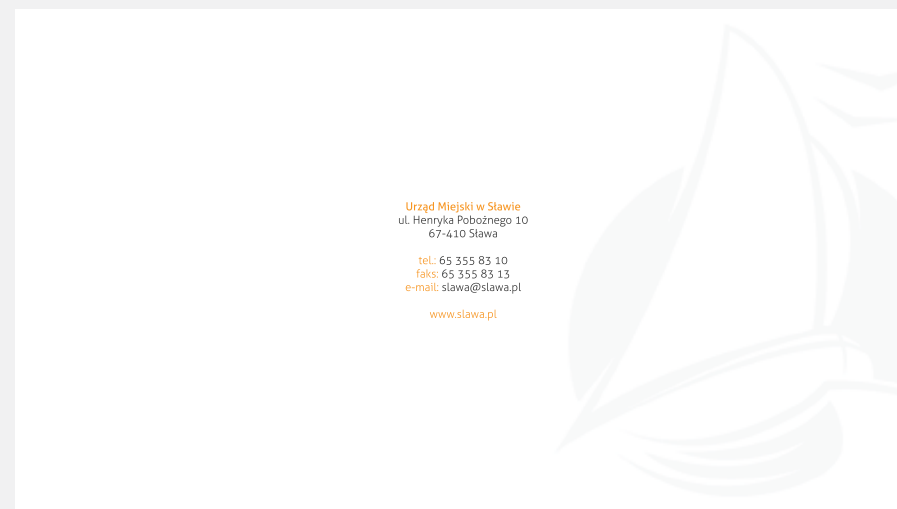 Urząd Miejski w Sławie
ul. Henryka Pobożnego 10
67-410 Sława
tel.: 65 355 83 10
faks: 65 355 83 13
e-mail: slawa@slawa.pl
www.slawa.pl